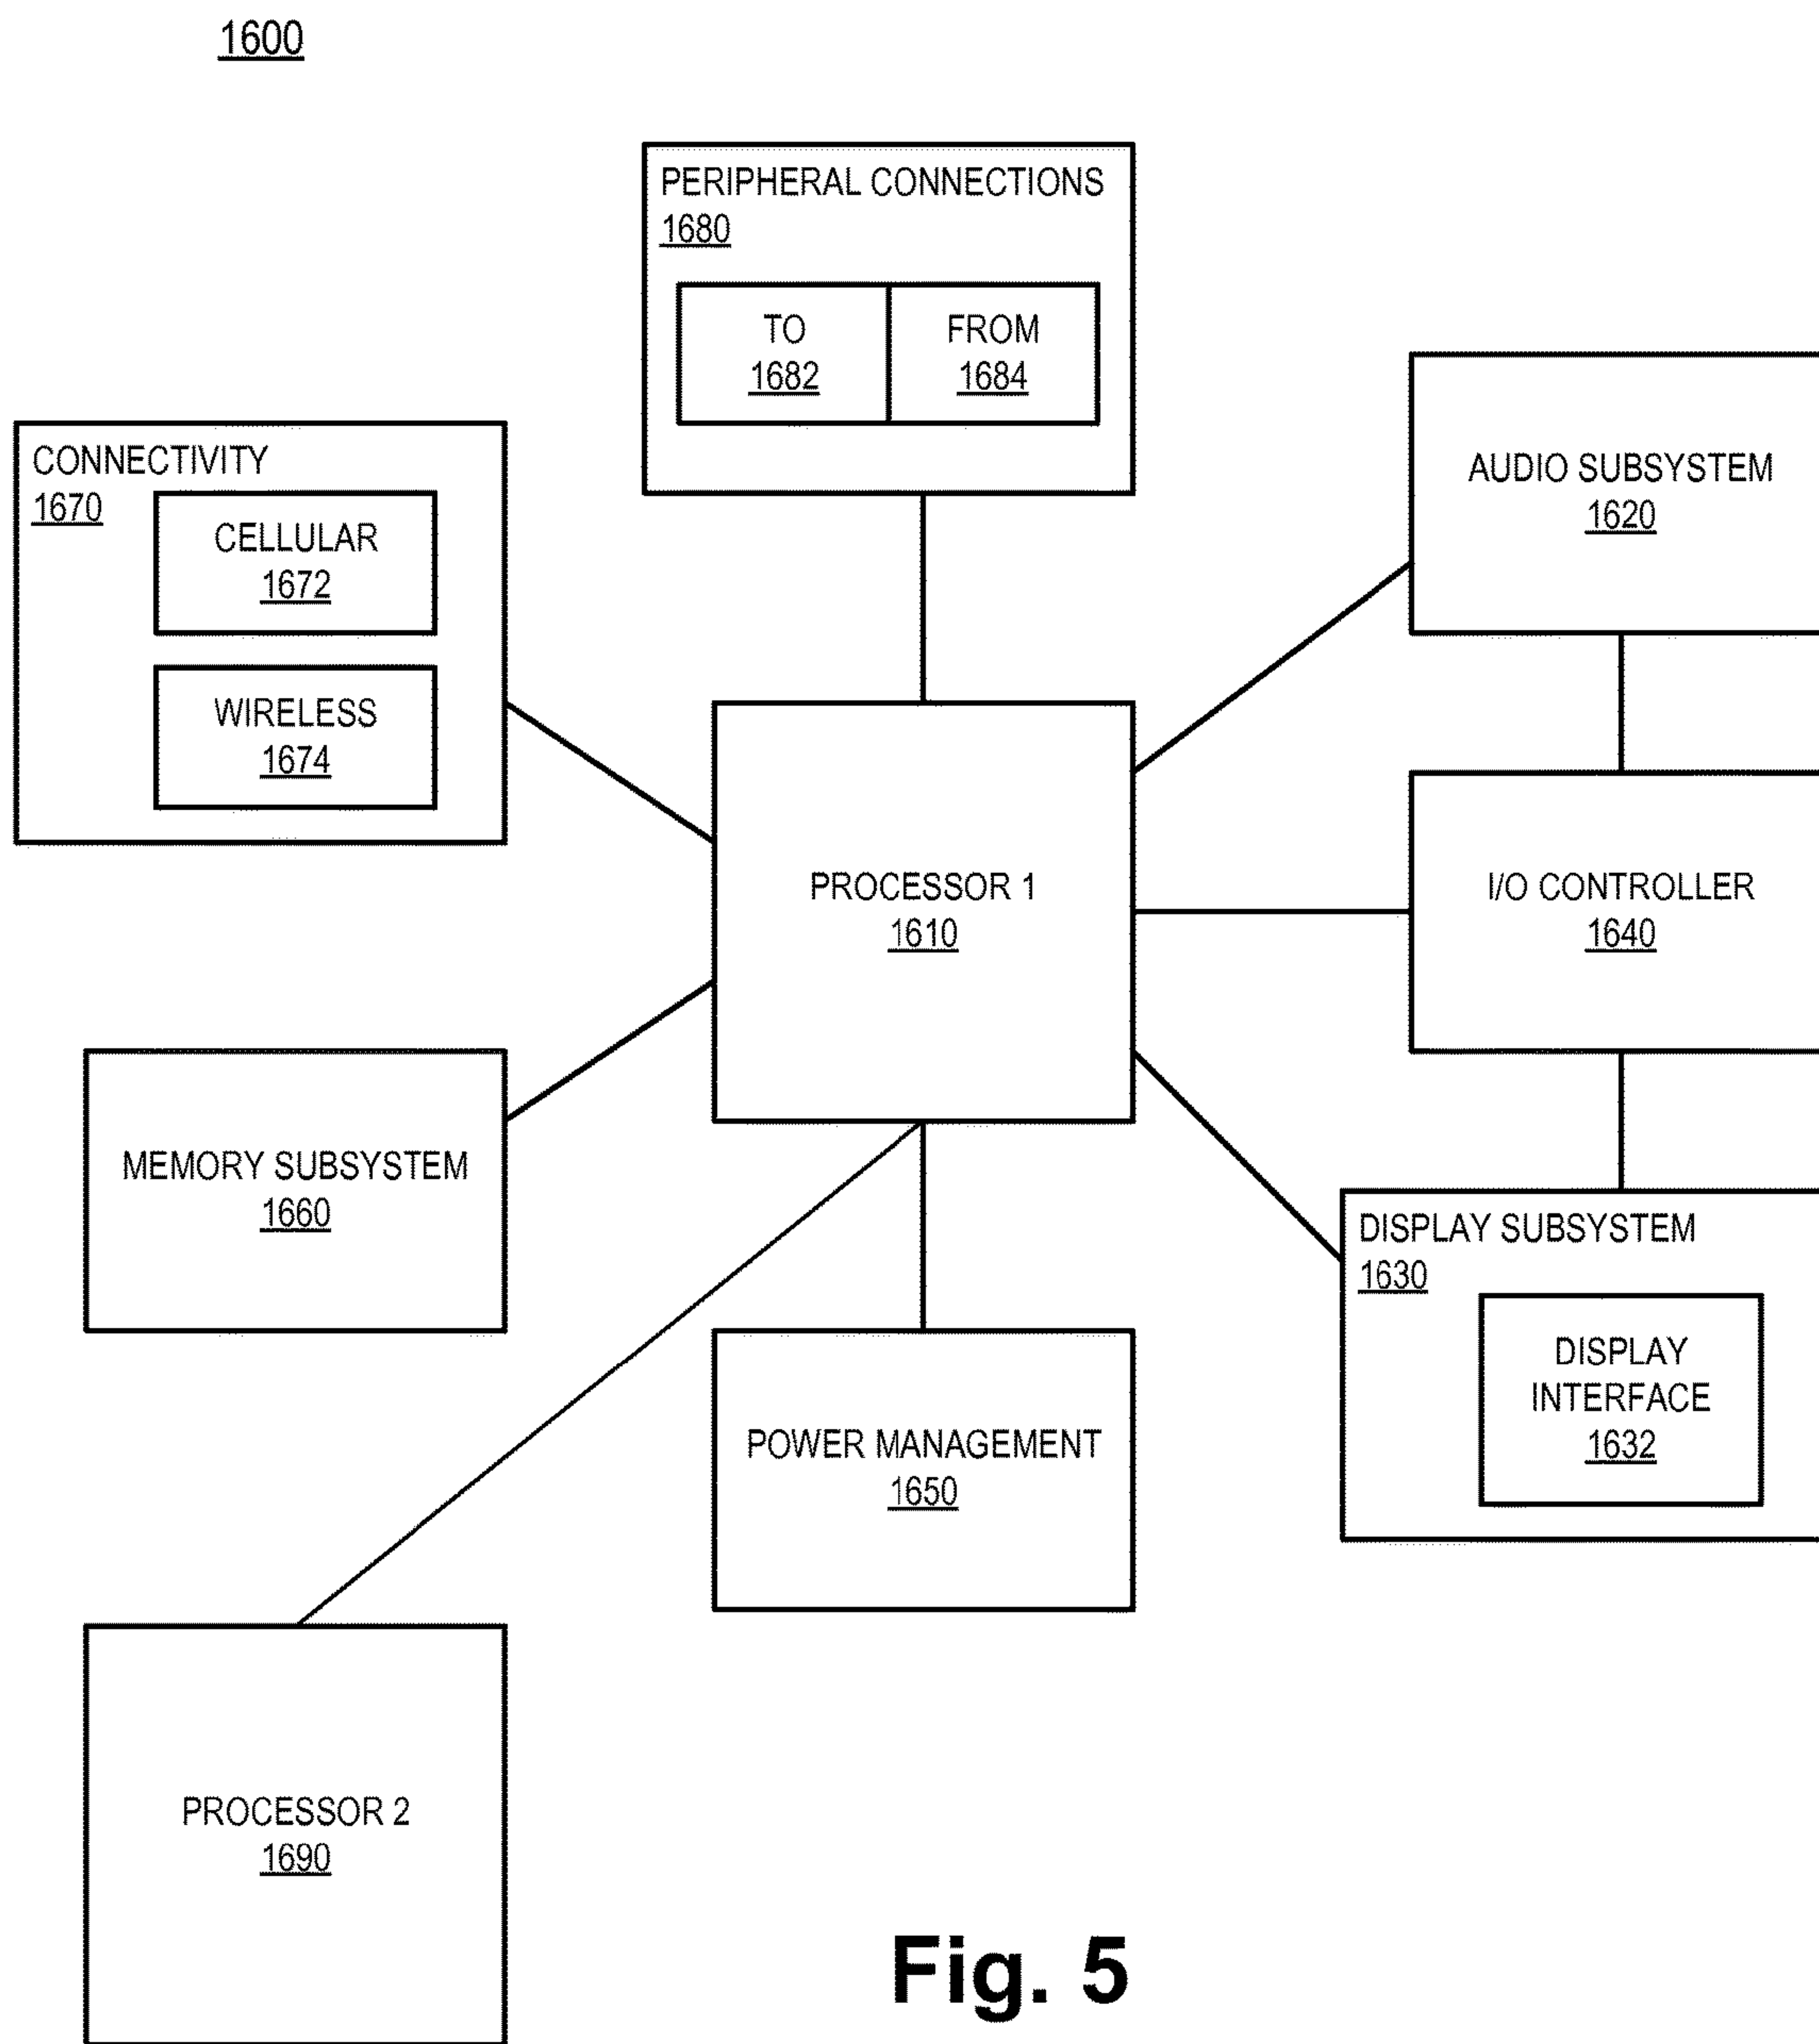 1600
PERIPHERAL CONNECTIONS
1680
TO
1682
FROM
1684
CONNECTIVITY
1670
CELLULAR
1672
WIRELESS
1674
AUDIO SUBSYSTEM
1620
PROCESSOR 1
1610
I/O CONTROLLER
1640
MEMORY SUBSYSTEM
1660
DISPLAY SUBSYSTEM
1630
DISPLAY
INTERFACE
1632
POWER MANAGEMENT
1650
PROCESSOR 2
1690
Fig. 5